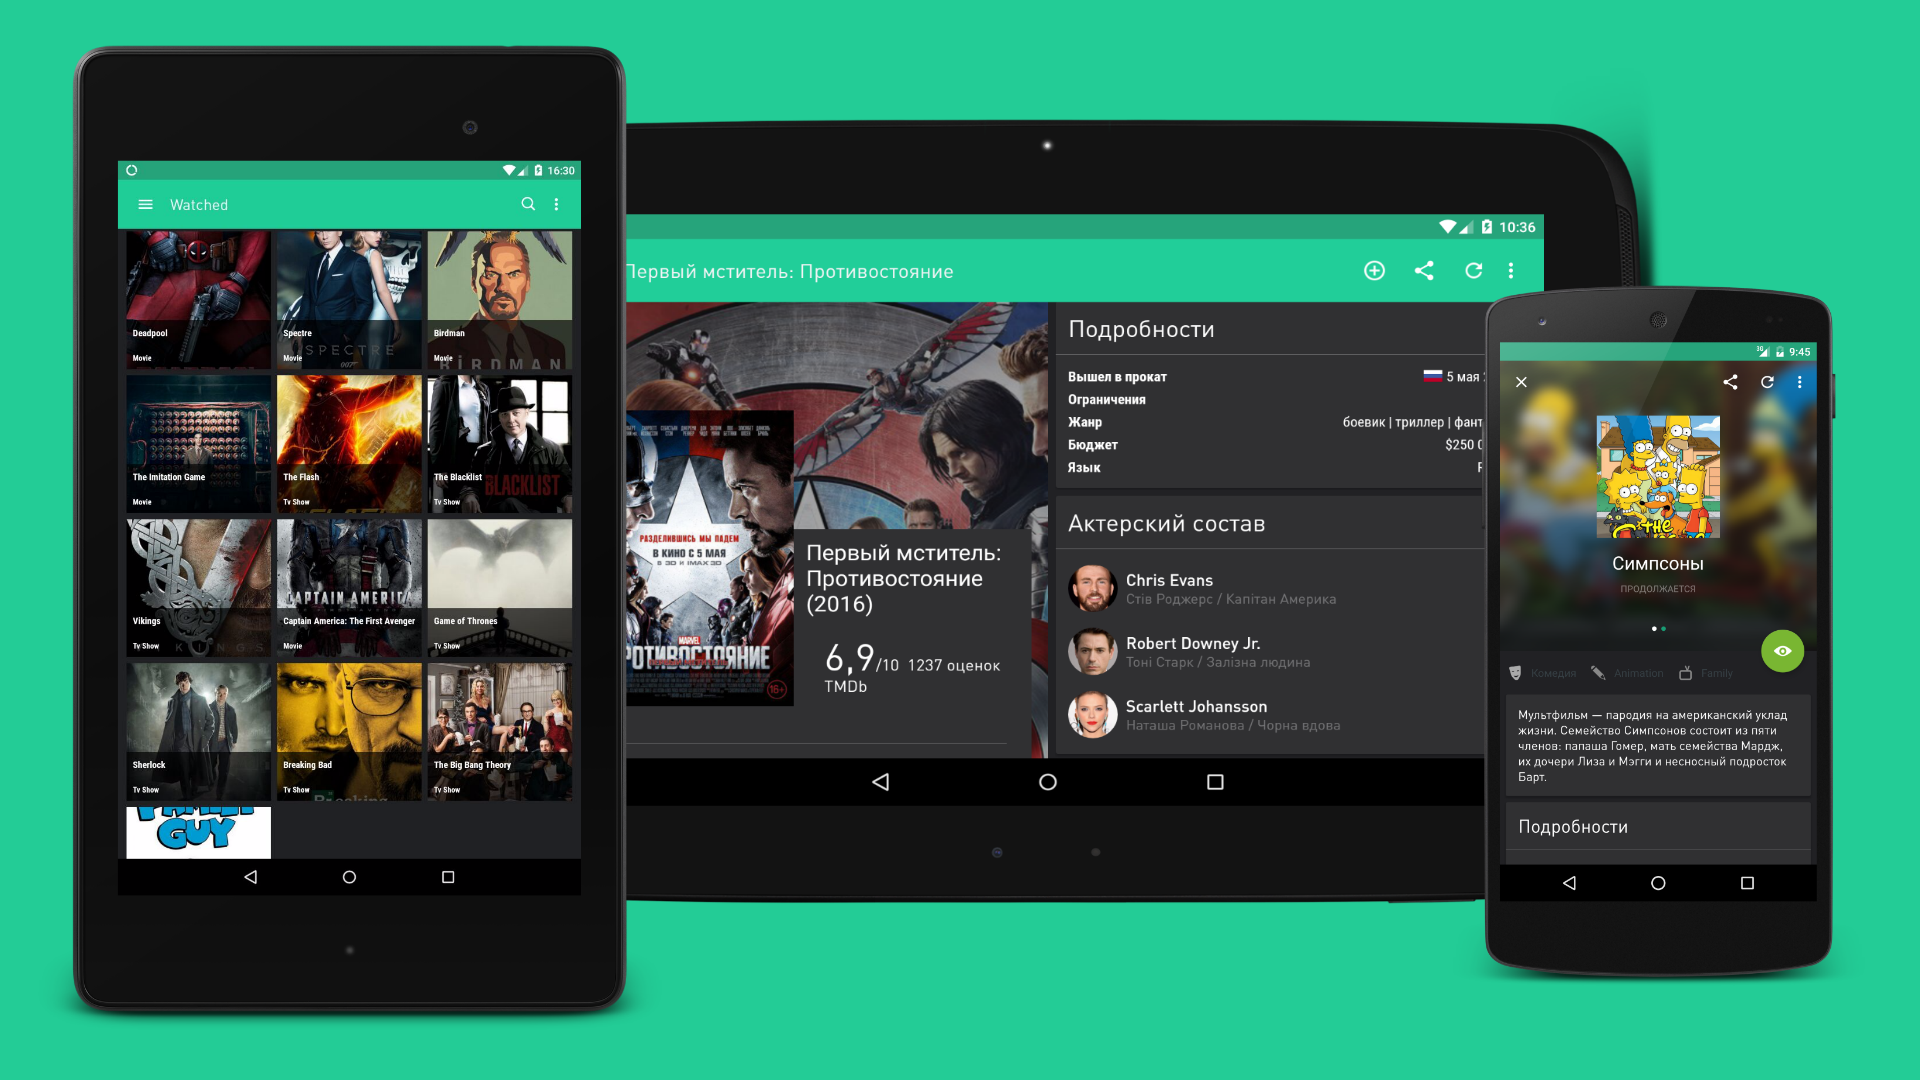 16:30
Watched
Deadpool
Movie
Spectre
Movie
SPECTRE
007
Birdman
Movie
BIRDMAN
The Imitation Game
Movie
The Flash
Tv Show
The Blacklist
Tv Show
BLACKLIST
Vikings
Tv Show
Captain America: The First Avenger
Movie
CAPTAIN AMERICA
Game of Thrones
Tv Show
Sherlock
Tv Show
Breaking Bad
Tv Show
Breaking
The Big Bang Theory
Tv Show
FAMILY
GUY
10:36
Первый мститель: Противостояние
РАЗДЕЛИВШИСЬ МЫ ПАДЕМ
В КИНО С 5 МАЯ
В 3D И IMAX 3D
MARVEL
ОТИВОСТОЯНИЕ
16+
Первый мститель:
Противостояние
(2016)
6,9/10 1237 оценок
TMDb
Подробности
Вышел в прокат 5 мая
Ограничения
Жанр боевик | триллер | фант
Бюджет $250 0
Язык
Актерский состав
Chris Evans
Стів Роджерс / Капітан Америка
Robert Downey Jr.
Тоні Старк / Залізна людина
Scarlett Johansson
Наташа Романова / Чорна вдова
3G 9:45
THE
Симпсоны
ПРОДОЛЖАЕТСЯ
Комедия Animation Family
Мультфильм — пародия на американский уклад
жизни. Семейство Симпсонов состоит из пяти
членов: папаша Гомер, мать семейства Мардж,
их дочери Лиза и Мэгги и несносный подросток
Барт.
Подробности